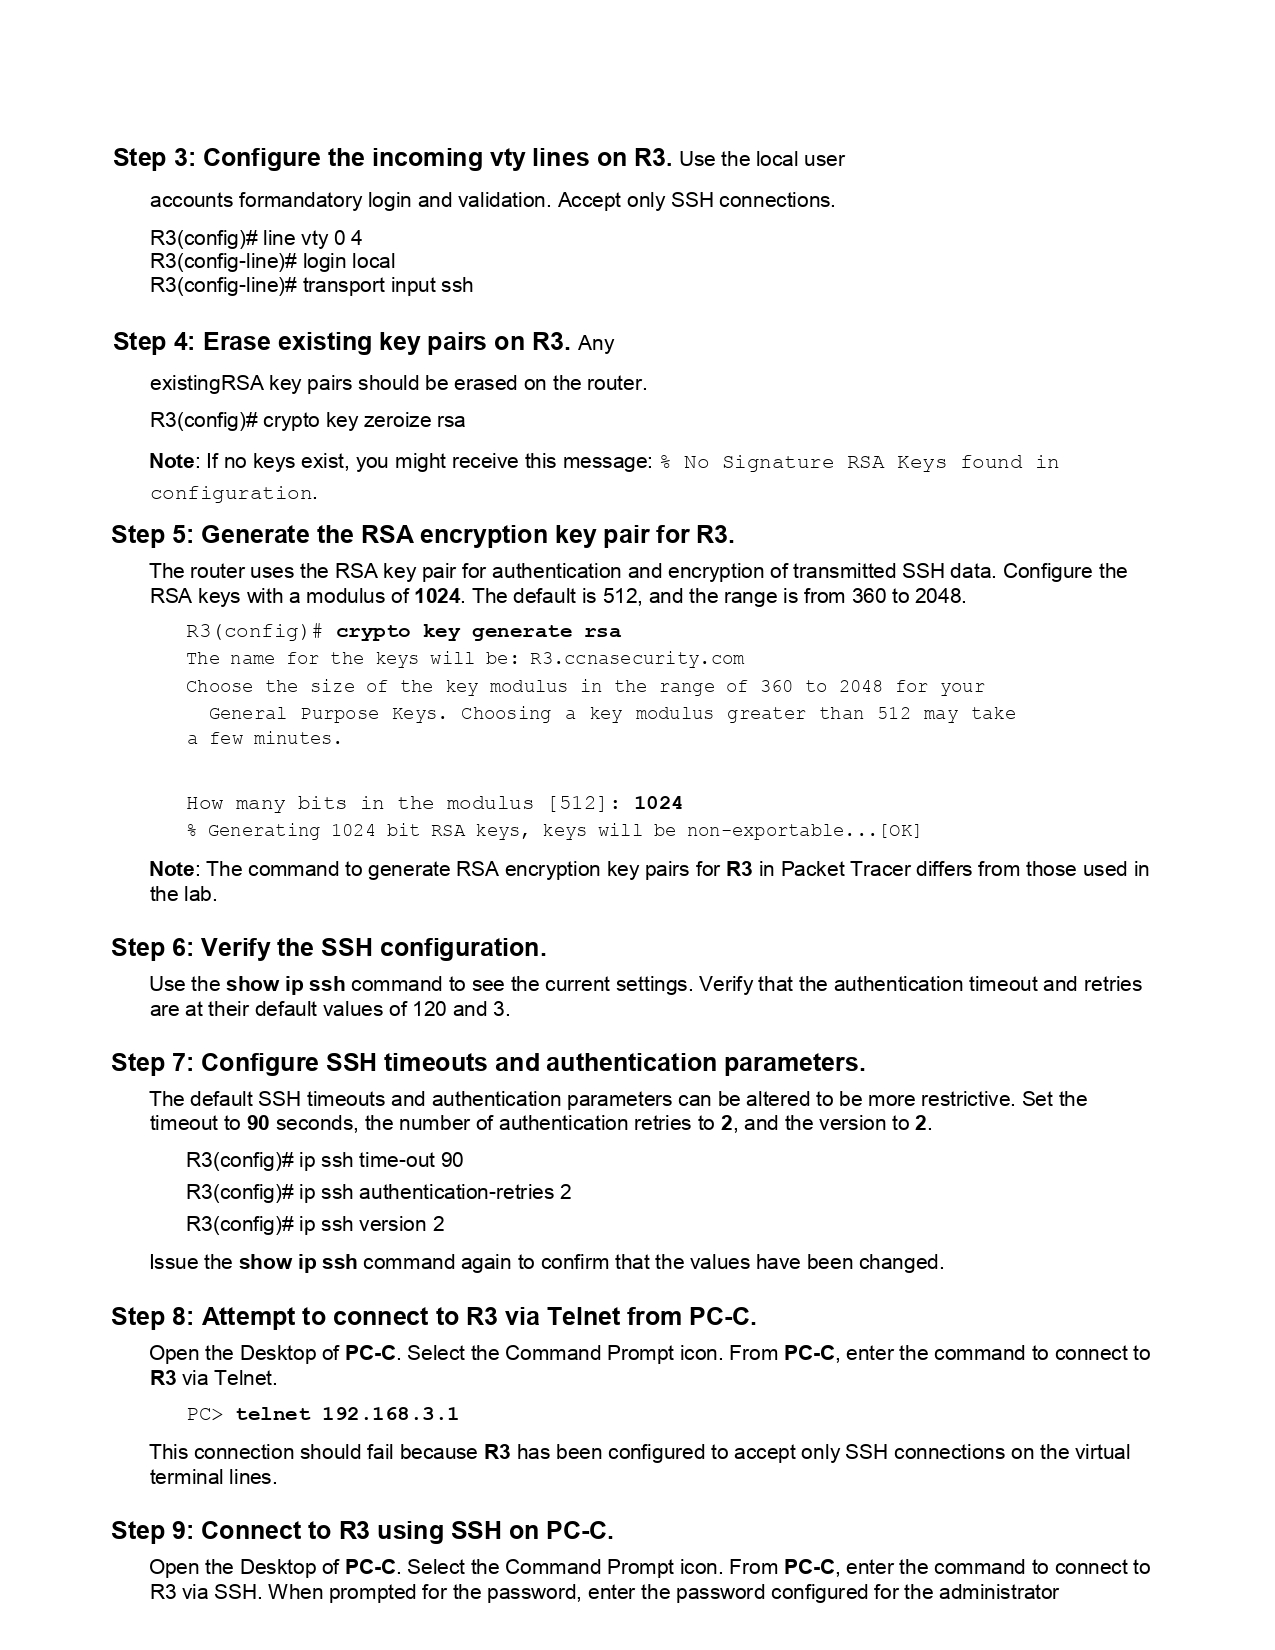 Step 3: Configure the incoming vty lines on R3. Use the local user
accounts formandatory login and validation. Accept only SSH connections.
R3(config)# line vty 0 4
R3(config-line)# login local
R3(config-line)# transport input ssh
Step 4: Erase existing key pairs on R3. Any
existingRSA key pairs should be erased on the router.
R3(config)# crypto key zeroize rsa
Note: If no keys exist, you might receive this message: % No Signature RSA Keys found in
configuration.
Step 5: Generate the RSA encryption key pair for R3.
The router uses the RSA key pair for authentication and encryption of transmitted SSH data. Configure the
RSA keys with a modulus of 1024. The default is 512, and the range is from 360 to 2048.
R3(config)# crypto key generate rsa
The name for the keys will be: R3.ccnasecurity.com
Choose the size of the key modulus in the range of 360 to 2048 for your
General Purpose Keys. Choosing a key modulus greater than 512 may take
a few minutes.
How many bits in the modulus [512]: 1024
% Generating 1024 bit RSA keys, keys will be non-exportable...[OK]
Note: The command to generate RSA encryption key pairs for R3 in Packet Tracer differs from those used in
the lab.
Step 6: Verify the SSH configuration.
Use the show ip ssh command to see the current settings. Verify that the authentication timeout and retries
are at their default values of 120 and 3.
Step 7: Configure SSH timeouts and authentication parameters.
The default SSH timeouts and authentication parameters can be altered to be more restrictive. Set the
timeout to 90 seconds, the number of authentication retries to 2, and the version to 2.
R3(config)# ip ssh time-out 90
R3(config)# ip ssh authentication-retries 2
R3(config)# ip ssh version 2
Issue the show ip ssh command again to confirm that the values have been changed.
Step 8: Attempt to connect to R3 via Telnet from PC-C.
Open the Desktop of PC-C. Select the Command Prompt icon. From PC-C, enter the command to connect to
R3 via Telnet.
PC> telnet 192.168.3.1
This connection should fail because R3 has been configured to accept only SSH connections on the virtual
terminal lines.
Step 9: Connect to R3 using SSH on PC-C.
Open the Desktop of PC-C. Select the Command Prompt icon. From PC-C, enter the command to connect to
R3 via SSH. When prompted for the password, enter the password configured for the administrator